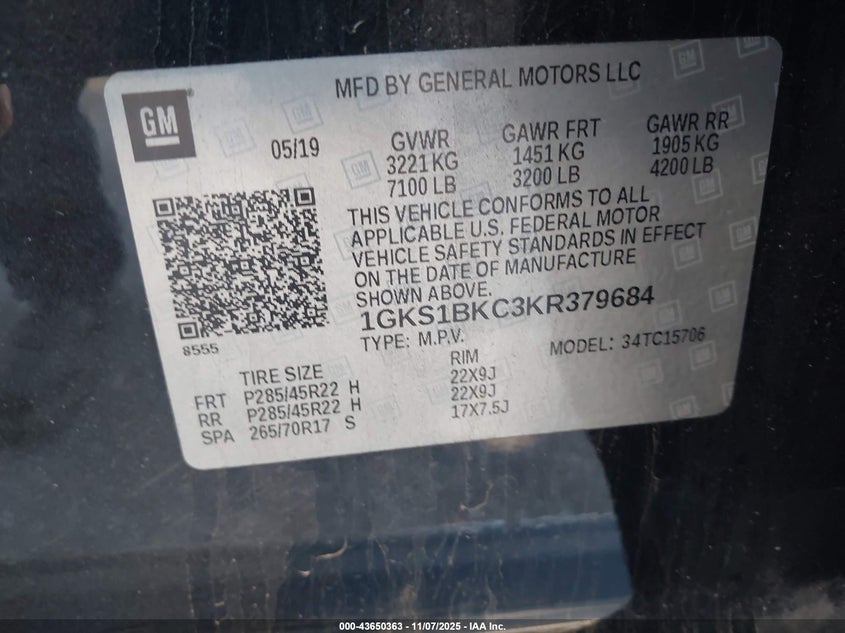 MFD BY GENERAL MOTORS LLC
GM
05/19
GVWR GAWR FRT GAWR RR
3221 KG 1451 KG 1905 KG
7100 LB 3200 LB 4200 LB
THIS VEHICLE CONFORMS TO ALL
APPLICABLE U.S. FEDERAL MOTOR
VEHICLE SAFETY STANDARDS IN EFFECT
ON THE DATE OF MANUFACTURE
SHOWN ABOVE.
1GKS1BKC3KR379684
TYPE: M.P.V. MODEL: 34TC15706
8555
TIRE SIZE RIM
FRT P285/45R22 H 22X9J
RR P285/45R22 H 22X9J
SPA 265/70R17 S 17X7.5J
000-43650363 - 11/07/2025 - IAA Inc.